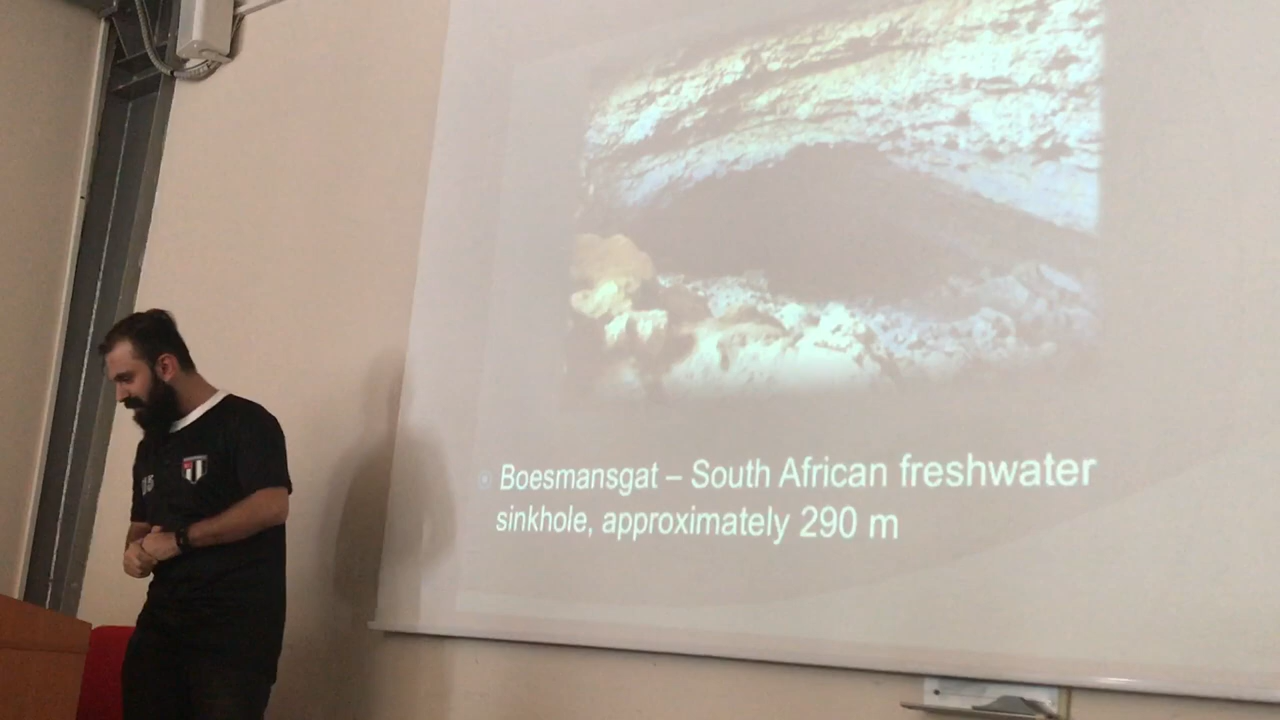 Boesmansgat – South African freshwater
sinkhole, approximately 290 m